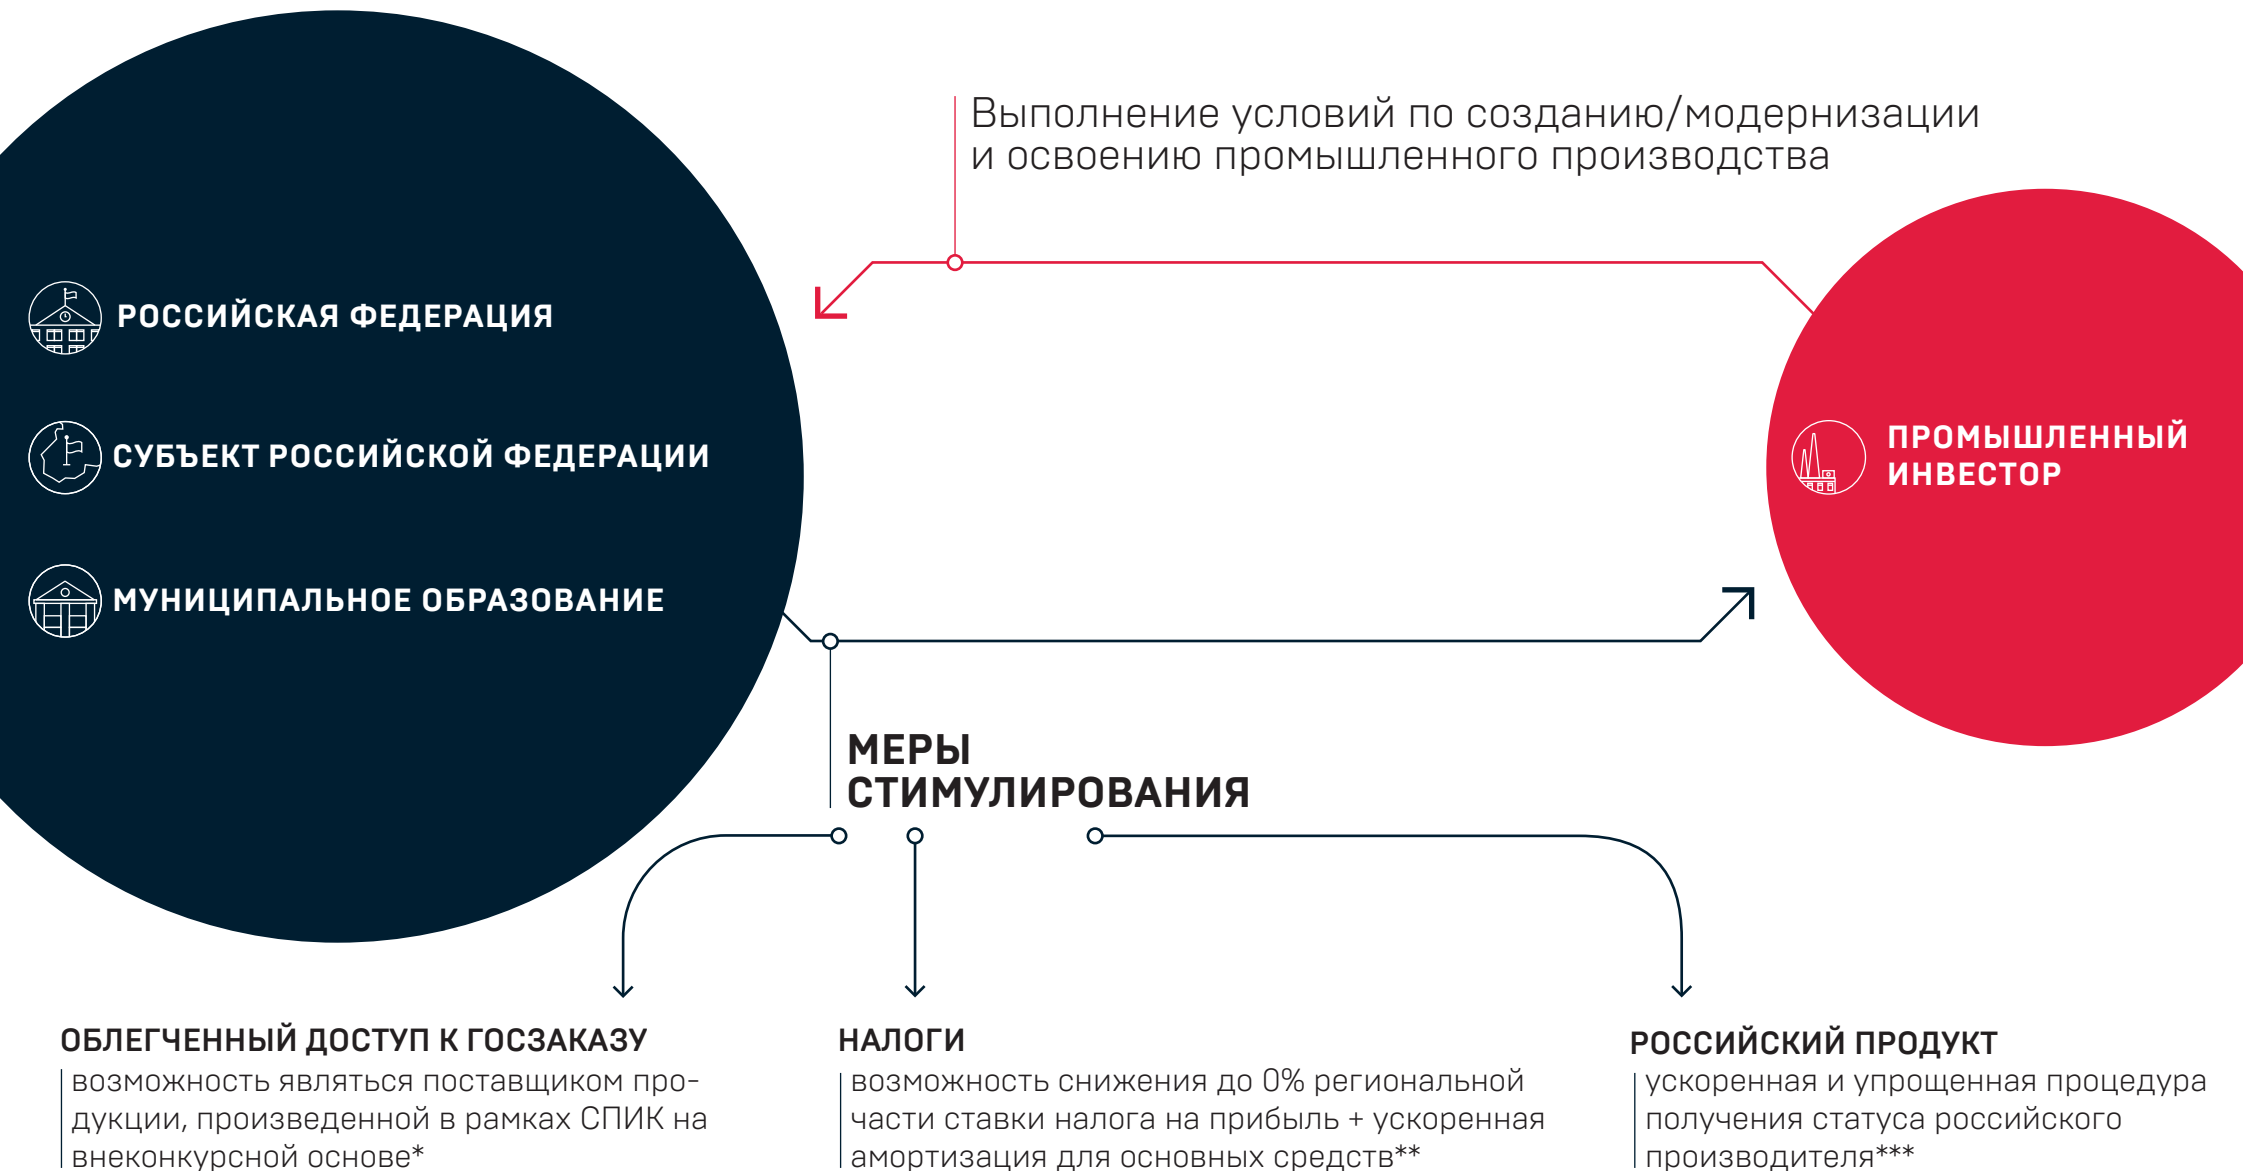 Выполнение условий по созданию/модернизации
и освоению промышленного производства
РОССИЙСКАЯ ФЕДЕРАЦИЯ
СУБЪЕКТ РОССИЙСКОЙ ФЕДЕРАЦИИ
МУНИЦИПАЛЬНОЕ ОБРАЗОВАНИЕ
ПРОМЫШЛЕННЫЙ
ИНВЕСТОР
МЕРЫ
СТИМУЛИРОВАНИЯ
ОБЛЕГЧЕННЫЙ ДОСТУП К ГОСЗАКАЗУ
возможность являться поставщиком про-
дукции, произведенной в рамках СПИК на
внеконкурсной основе*
НАЛОГИ
возможность снижения до 0% региональной
части ставки налога на прибыль + ускоренная
амортизация для основных средств**
РОССИЙСКИЙ ПРОДУКТ
ускоренная и упрощенная процедура
получения статуса российского
производителя***